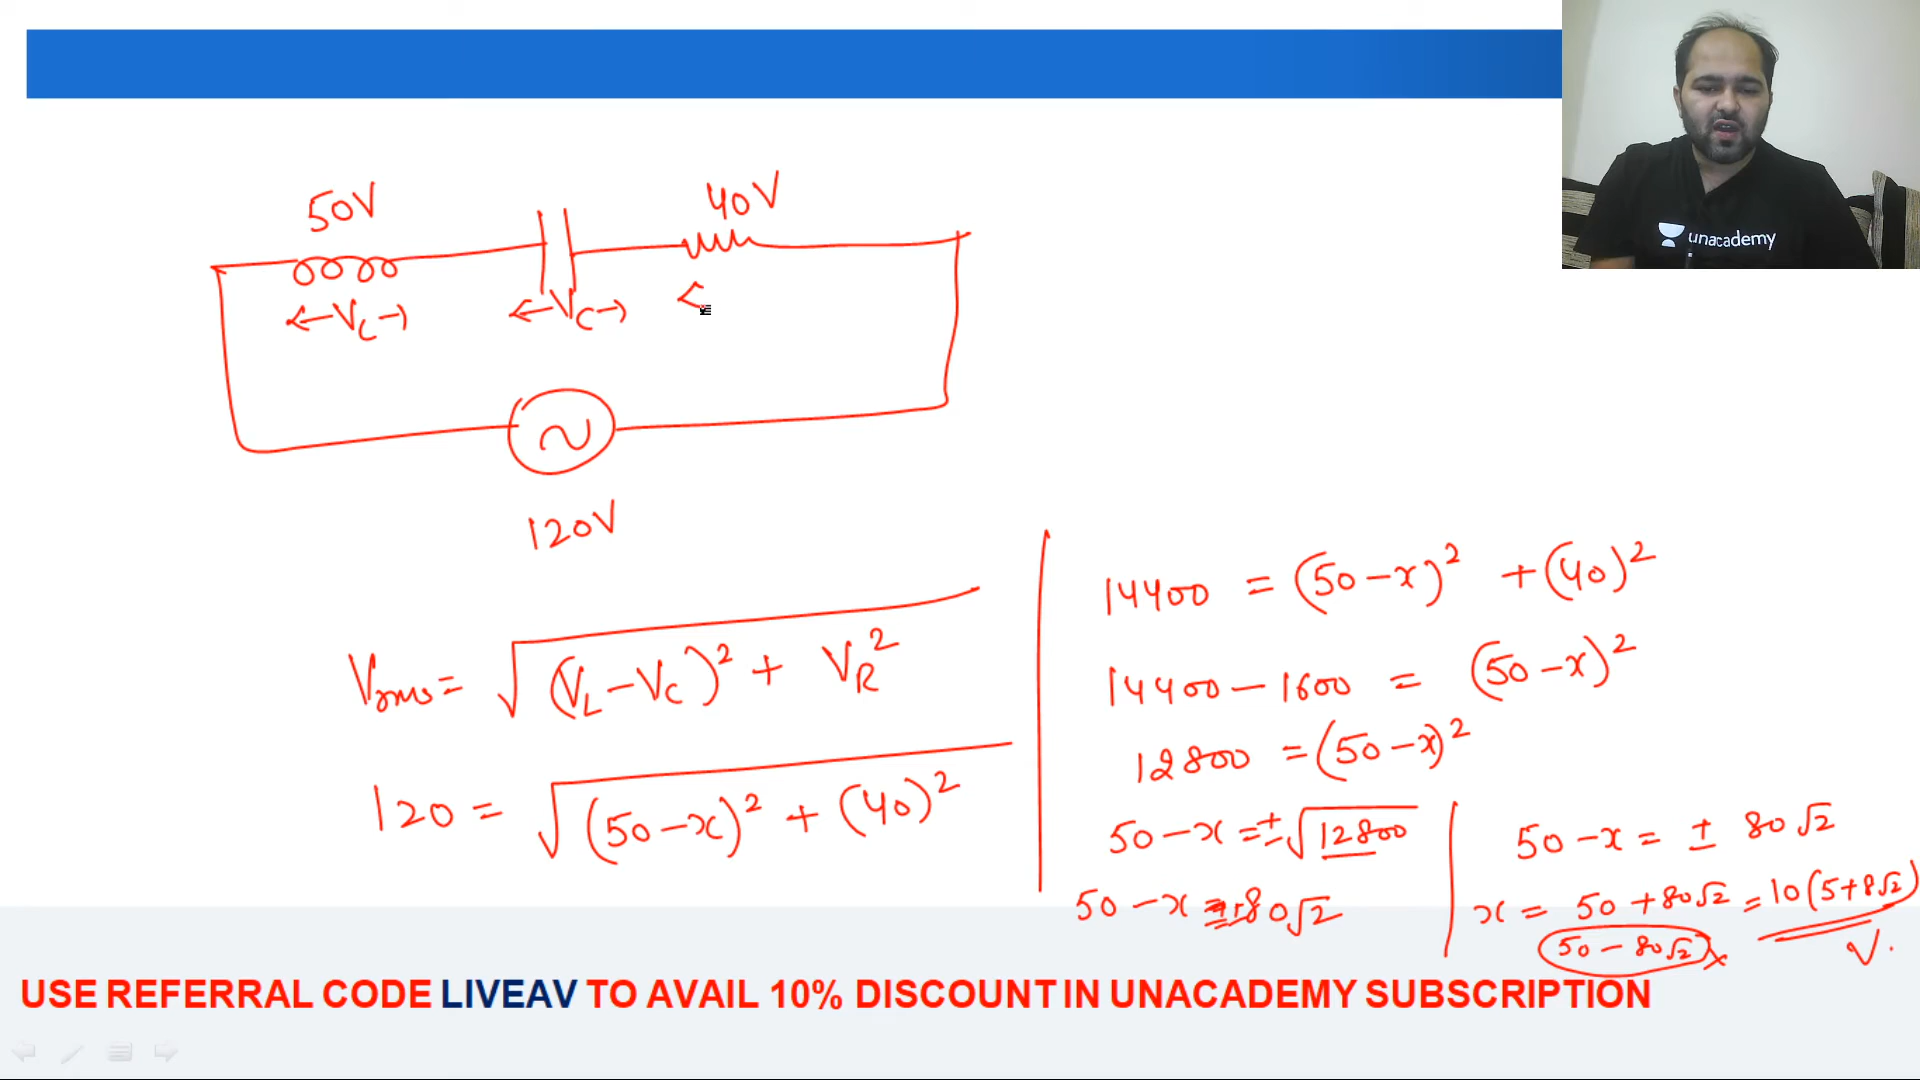 unacademy
50V
40V
←V_L→
←V_C→
<
120V
V_rms = √((V_L - V_C)² + V_R²)
120 = √((50-x)² + (40)²)
14400 = (50-x)² + (40)²
14400 - 1600 = (50-x)²
12800 = (50-x)²
50-x = ±√12800
50-x = ±80√2
50-x = ± 80√2
x = 50+80√2 = 10(5+8√2) V.
50-80√2 x
USE REFERRAL CODE LIVEAV TO AVAIL 10% DISCOUNT IN UNACADEMY SUBSCRIPTION